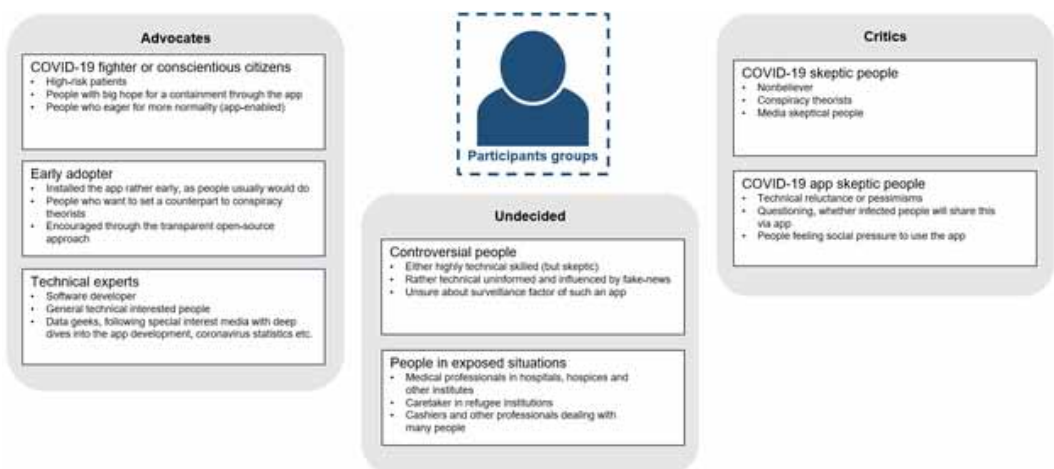 Advocates
COVID-19 fighter or conscientious citizens
• High-risk patients
• People with big hope for a containment through the app
• People who eager for more normality (app-enabled)
Early adopter
• Installed the app rather early, as people usually would do
• People who want to set a counterpart to conspiracy
theorists
• Encouraged through the transparent open-source
approach
Technical experts
• Software developer
• General technical interested people
• Data geeks, following special interest media with deep
dives into the app development, coronavirus statistics etc.
Participants groups
Undecided
Controversial people
• Either highly technical skilled (but skeptic)
• Rather technical uninformed and influenced by fake-news
• Unsure about surveillance factor of such an app
People in exposed situations
• Medical professionals in hospitals, hospices and
other institutes
• Caretaker in refugee institutions
• Cashiers and other professionals dealing with
many people
Critics
COVID-19 skeptic people
• Nonbeliever
• Conspiracy theorists
• Media skeptical people
COVID-19 app skeptic people
• Technical reluctance or pessimisms
• Questioning, whether infected people will share this
via app
• People feeling social pressure to use the app